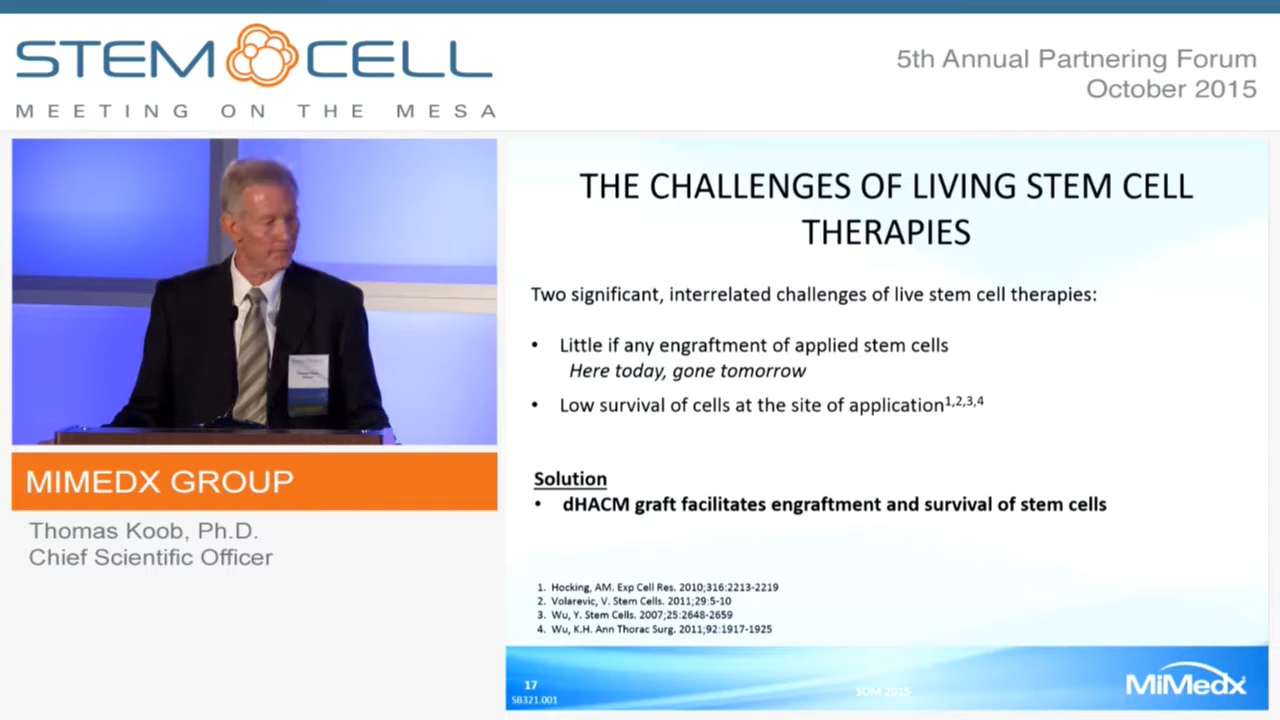 STEM CELL
MEETING ON THE MESA
5th Annual Partnering Forum
October 2015
MIMEDX GROUP
Thomas Koob, Ph.D.
Chief Scientific Officer
THE CHALLENGES OF LIVING STEM CELL
THERAPIES
Two significant, interrelated challenges of live stem cell therapies:
• Little if any engraftment of applied stem cells
Here today, gone tomorrow
• Low survival of cells at the site of application1,2,3,4
Solution
• dHACM graft facilitates engraftment and survival of stem cells
1. Hocking, AM. Exp Cell Res. 2010;316:2213-2219
2. Volarevic, V. Stem Cells. 2011;29:5-10
3. Wu, Y. Stem Cells. 2007;25:2648-2659
4. Wu, K.H. Ann Thorac Surg. 2011;92:1917-1925
17
SB321.001
SOM 2015
MiMedx